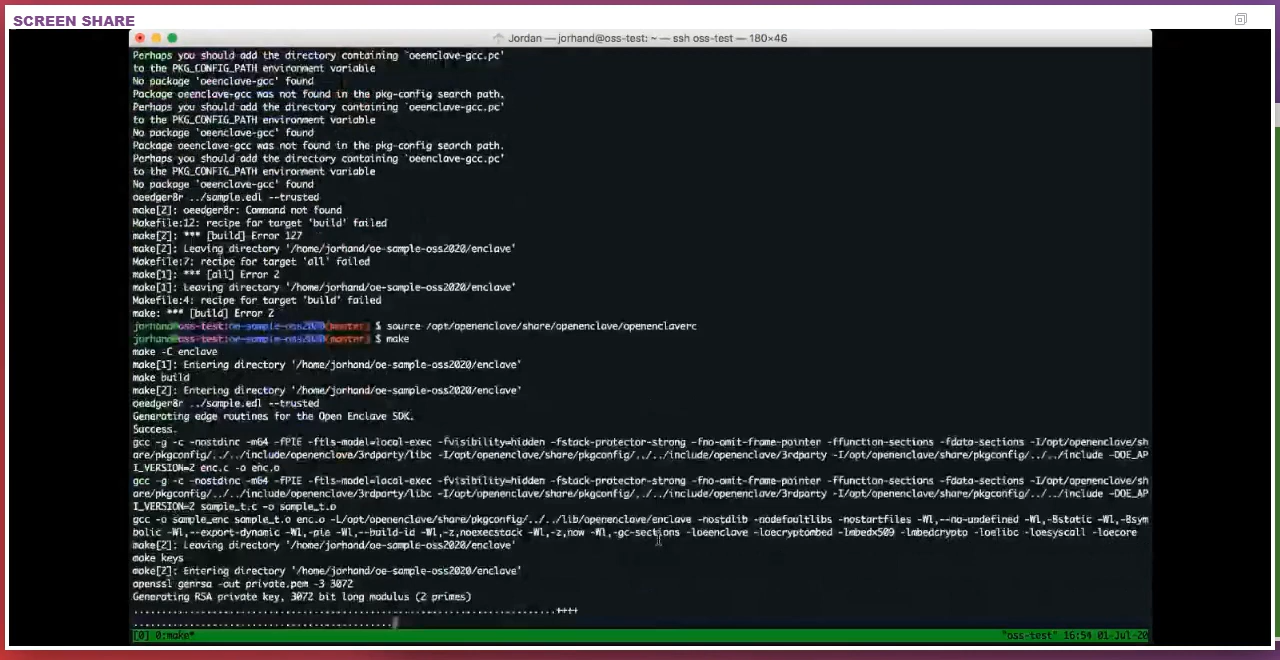 SCREEN SHARE
Jordan — jorhand@oss-test: ~ — ssh oss-test — 180×46
Perhaps you should add the directory containing `oeenclave-gcc.pc'
to the PKG_CONFIG_PATH environment variable
No package 'oeenclave-gcc' found
Package oeenclave-gcc was not found in the pkg-config search path.
Perhaps you should add the directory containing `oeenclave-gcc.pc'
to the PKG_CONFIG_PATH environment variable
No package 'oeenclave-gcc' found
Package oeenclave-gcc was not found in the pkg-config search path.
Perhaps you should add the directory containing `oeenclave-gcc.pc'
to the PKG_CONFIG_PATH environment variable
No package 'oeenclave-gcc' found
oeedger8r ../sample.edl --trusted
make[2]: oeedger8r: Command not found
Makefile:12: recipe for target 'build' failed
make[2]: *** [build] Error 127
make[2]: Leaving directory '/home/jorhand/oe-sample-oss2020/enclave'
Makefile:7: recipe for target 'all' failed
make[1]: *** [all] Error 2
make[1]: Leaving directory '/home/jorhand/oe-sample-oss2020/enclave'
Makefile:4: recipe for target 'build' failed
make: *** [build] Error 2
jorhand@oss-test:oe-sample-oss2020[master] $ source /opt/openenclave/share/openenclave/openenclaverc
jorhand@oss-test:oe-sample-oss2020[master] $ make
make -C enclave
make[1]: Entering directory '/home/jorhand/oe-sample-oss2020/enclave'
make build
make[2]: Entering directory '/home/jorhand/oe-sample-oss2020/enclave'
oeedger8r ../sample.edl --trusted
Generating edge routines for the Open Enclave SDK.
Success.
gcc -g -c -nostdinc -m64 -fPIE -ftls-model=local-exec -fvisibility=hidden -fstack-protector-strong -fno-omit-frame-pointer -ffunction-sections -fdata-sections -I/opt/openenclave/sh
are/pkgconfig/../../include/openenclave/3rdparty/libc -I/opt/openenclave/share/pkgconfig/../../include/openenclave/3rdparty -I/opt/openenclave/share/pkgconfig/../../include -DOE_AP
I_VERSION=2 enc.c -o enc.o
gcc -g -c -nostdinc -m64 -fPIE -ftls-model=local-exec -fvisibility=hidden -fstack-protector-strong -fno-omit-frame-pointer -ffunction-sections -fdata-sections -I/opt/openenclave/sh
are/pkgconfig/../../include/openenclave/3rdparty/libc -I/opt/openenclave/share/pkgconfig/../../include/openenclave/3rdparty -I/opt/openenclave/share/pkgconfig/../../include -DOE_AP
I_VERSION=2 sample_t.c -o sample_t.o
gcc -o sample_enc sample_t.o enc.o -L/opt/openenclave/share/pkgconfig/../../lib/openenclave/enclave -nostdlib -nodefaultlibs -nostartfiles -Wl,--no-undefined -Wl,-Bstatic -Wl,-Bsym
bolic -Wl,--export-dynamic -Wl,-pie -Wl,--build-id -Wl,-z,noexecstack -Wl,-z,now -Wl,-gc-sections -loeenclave -loecryptombed -lmbedx509 -lmbedcrypto -loelibc -loesyscall -loecore
make[2]: Leaving directory '/home/jorhand/oe-sample-oss2020/enclave'
make keys
make[2]: Entering directory '/home/jorhand/oe-sample-oss2020/enclave'
openssl genrsa -out private.pem -3 3072
Generating RSA private key, 3072 bit long modulus (2 primes)
................................................................................++++
..................................................
[0] 0:make* "oss-test" 16:54 01-Jul-20